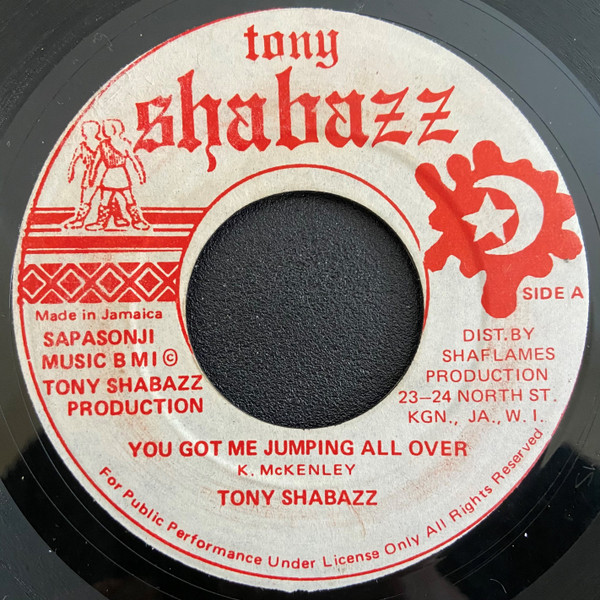 tony
shabazz
SIDE A
Made in Jamaica
SAPASONJI
MUSIC B M I ©
TONY SHABAZZ
PRODUCTION
DIST. BY
SHAFLAMES
PRODUCTION
23–24 NORTH ST.
KGN., JA., W. I.
YOU GOT ME JUMPING ALL OVER
K. McKENLEY
TONY SHABAZZ
For Public Performance Under License Only All Rights Reserved